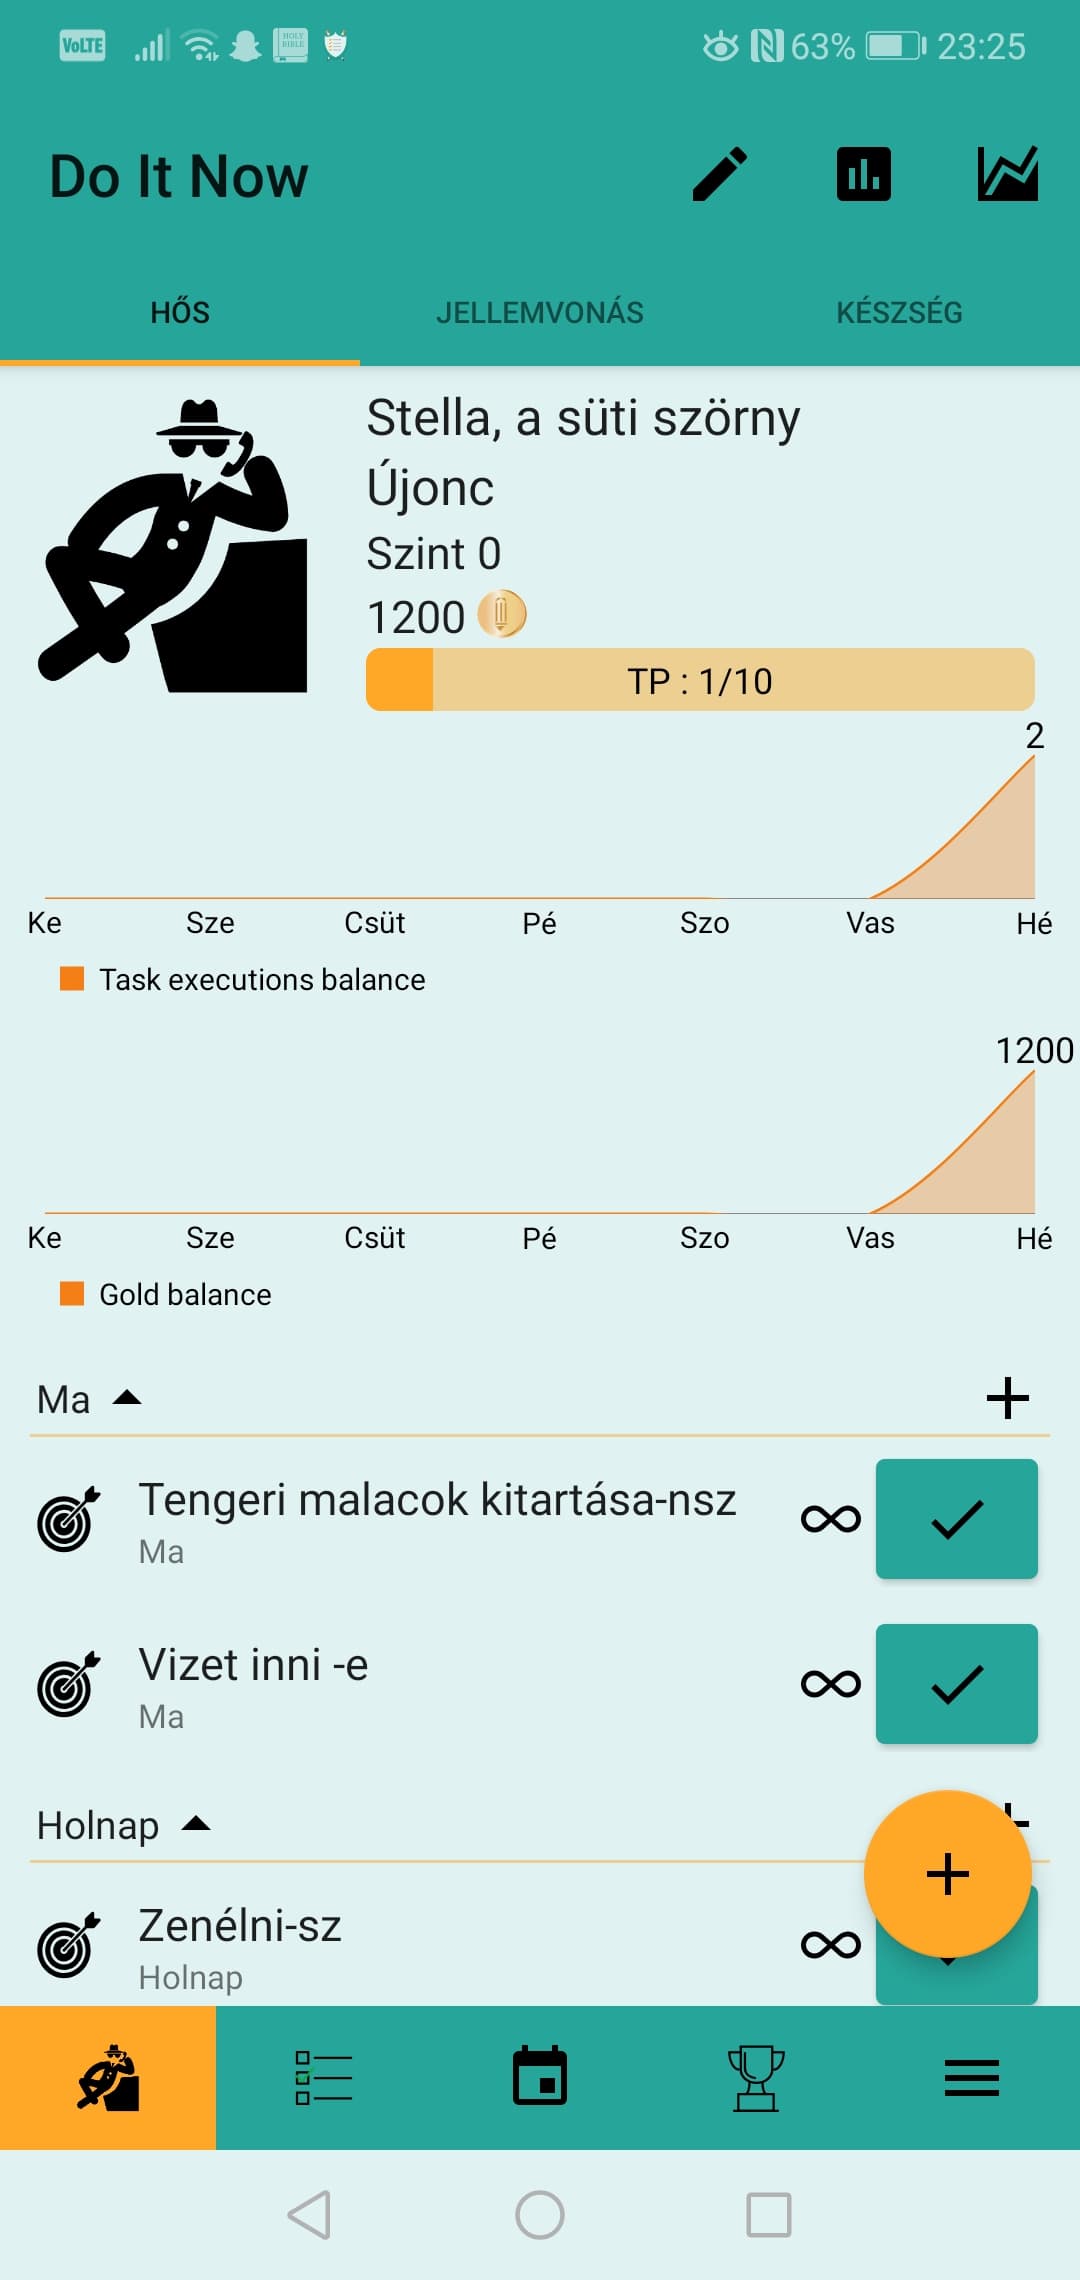 VoLTE HOLY BIBLE 63% 23:25
Do It Now
HŐS JELLEMVONÁS KÉSZSÉG
Stella, a süti szörny
Újonc
Szint 0
1200
TP : 1/10
2
Ke Sze Csüt Pé Szo Vas Hé
Task executions balance
1200
Ke Sze Csüt Pé Szo Vas Hé
Gold balance
Ma
Tengeri malacok kitartása-nsz
Ma
Vizet inni -e
Ma
Holnap
Zenélni-sz
Holnap